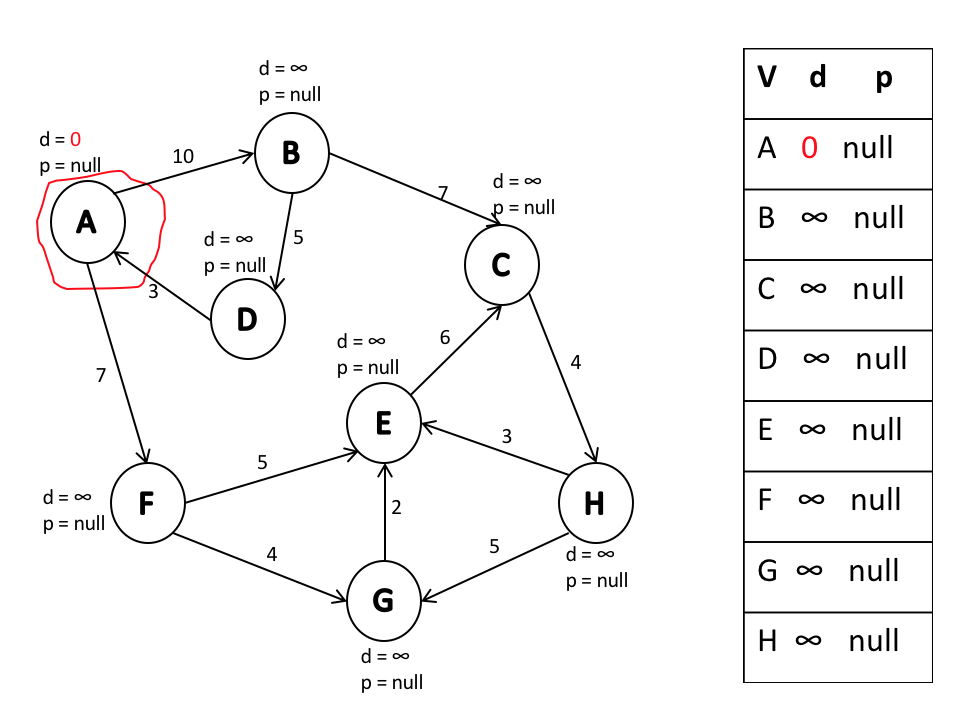 d = ∞
p = null
B
d = 0
p = null
10
A
7
d = ∞
p = null
C
5
d = ∞
p = null
D
3
d = ∞
p = null
E
6
4
7
3
5
d = ∞
p = null
F
H
2
4
5
d = ∞
p = null
G
d = ∞
p = null
V d p
A 0 null
B ∞ null
C ∞ null
D ∞ null
E ∞ null
F ∞ null
G ∞ null
H ∞ null